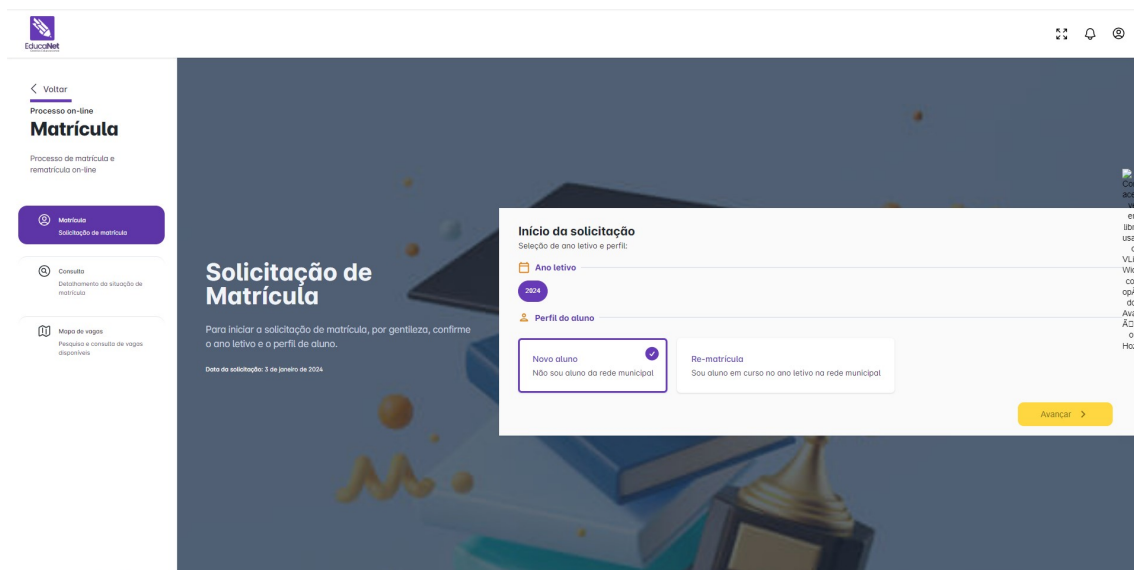 EducaNet
Voltar
Processo on-line
Matrícula
Processo de matrícula e
rematrícula on-line
Matrícula
Solicitação de matrícula
Consulta
Detalhamento da situação de
matrícula
Mapa de vagas
Pesquisa e consulta de vagas
disponíveis
Solicitação de
Matrícula
Para iniciar a solicitação de matrícula, por gentileza, confirme
o ano letivo e o perfil de aluno.
Data da solicitação: 3 de janeiro de 2024
Início da solicitação
Seleção de ano letivo e perfil:
Ano letivo
2024
Perfil do aluno
Novo aluno
Não sou aluno da rede municipal
Re-matrícula
Sou aluno em curso no ano letivo na rede municipal
Avançar